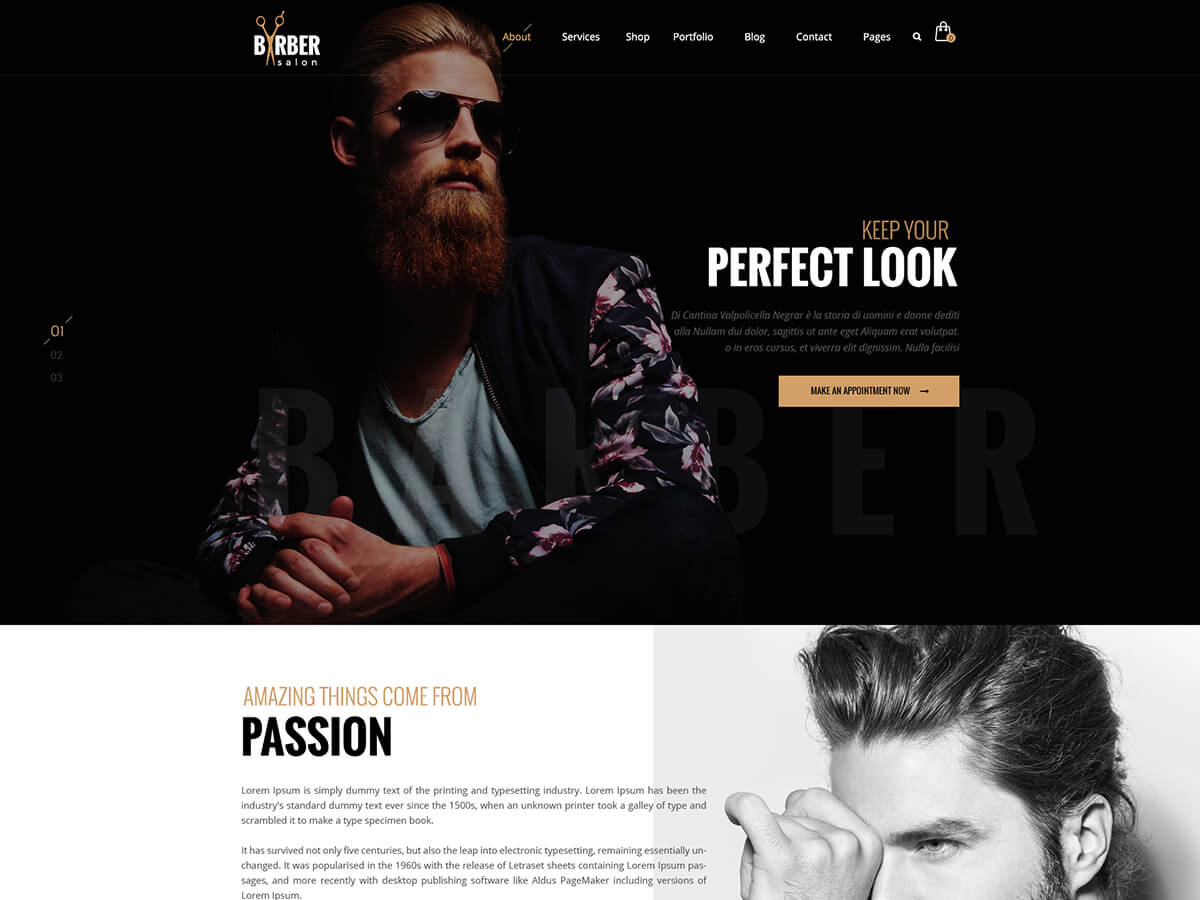 BARBER
salon
About Services Shop Portfolio Blog Contact Pages
0
KEEP YOUR
PERFECT LOOK
Di Cantina Valpolicella Negrar è la storia di uomini e donne dediti
alla Nullam dui dolor, sagittis ut ante eget Aliquam erat volutpat.
o in eros cursus, et viverra elit dignissim. Nulla facilisi
01
02
03
MAKE AN APPOINTMENT NOW
BARBER
AMAZING THINGS COME FROM
PASSION
Lorem Ipsum is simply dummy text of the printing and typesetting industry. Lorem Ipsum has been the
industry's standard dummy text ever since the 1500s, when an unknown printer took a galley of type and
scrambled it to make a type specimen book.
It has survived not only five centuries, but also the leap into electronic typesetting, remaining essentially un-
changed. It was popularised in the 1960s with the release of Letraset sheets containing Lorem Ipsum pas-
sages, and more recently with desktop publishing software like Aldus PageMaker including versions of
Lorem Ipsum.